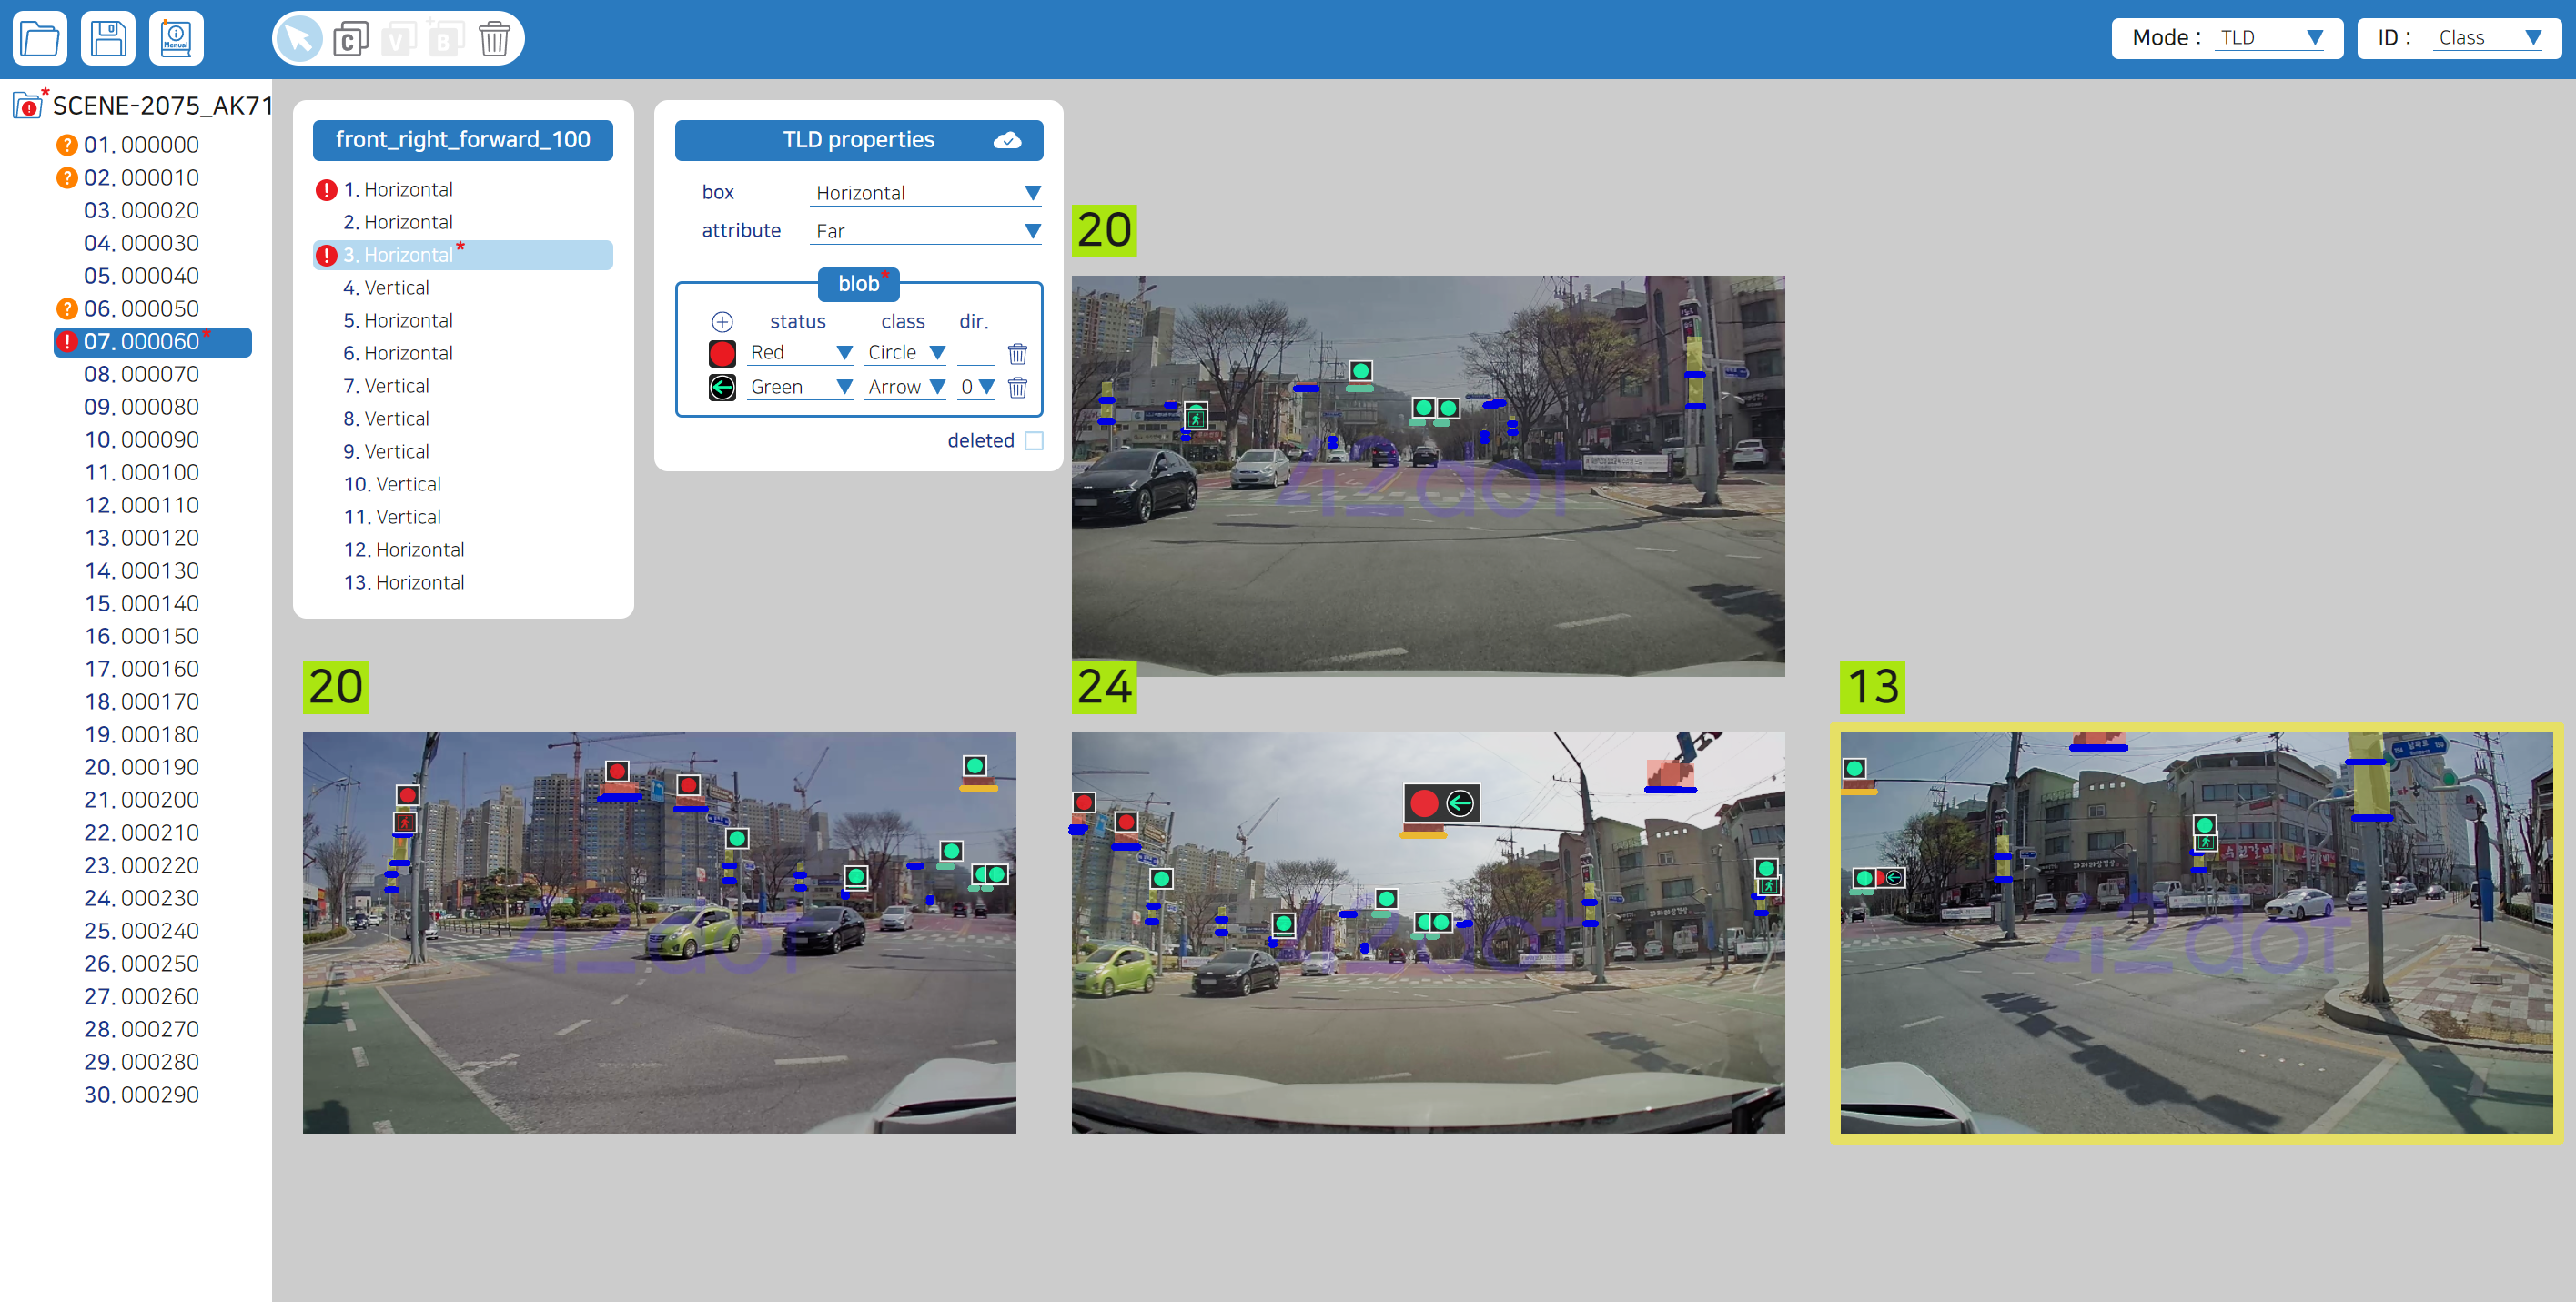 Menual
C
V
B
Mode :
TLD
ID :
Class
SCENE-2075_AK71
01. 000000
02. 000010
03. 000020
04. 000030
05. 000040
06. 000050
07. 000060*
08. 000070
09. 000080
10. 000090
11. 000100
12. 000110
13. 000120
14. 000130
15. 000140
16. 000150
17. 000160
18. 000170
19. 000180
20. 000190
21. 000200
22. 000210
23. 000220
24. 000230
25. 000240
26. 000250
27. 000260
28. 000270
29. 000280
30. 000290
front_right_forward_100
1. Horizontal
2. Horizontal
3. Horizontal*
4. Vertical
5. Horizontal
6. Horizontal
7. Vertical
8. Vertical
9. Vertical
10. Vertical
11. Vertical
12. Horizontal
13. Horizontal
TLD properties
box
Horizontal
attribute
Far
blob*
status class dir.
Red Circle
Green Arrow 0
deleted
20
42dot
20
42dot
24
42dot
13
42dot